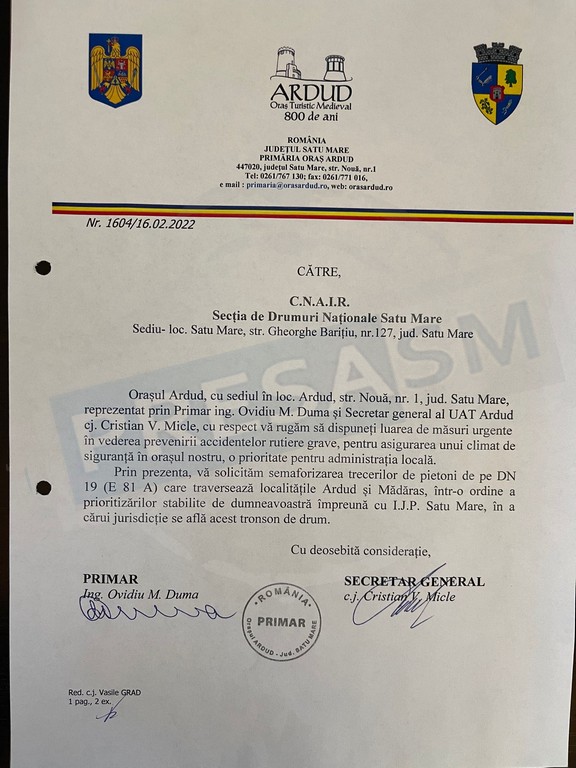 ARDUD
Oraș Turistic Medieval
800 de ani
ROMÂNIA
JUDEȚUL SATU MARE
PRIMĂRIA ORAȘ ARDUD
447020, județul Satu Mare, str. Nouă, nr.1
Tel: 0261/767 130; fax: 0261/771 016,
e mail : primaria@orasardud.ro, web: orasardud.ro
Nr. 1604/16.02.2022
CĂTRE,
C.N.A.I.R.
Secția de Drumuri Naționale Satu Mare
Sediu- loc. Satu Mare, str. Gheorghe Barițiu, nr.127, jud. Satu Mare
Orașul Ardud, cu sediul în loc. Ardud, str. Nouă, nr. 1, jud. Satu Mare,
reprezentat prin Primar ing. Ovidiu M. Duma și Secretar general al UAT Ardud
cj. Cristian V. Micle, cu respect vă rugăm să dispuneți luarea de măsuri urgente
în vederea prevenirii accidentelor rutiere grave, pentru asigurarea unui climat de
siguranță în orașul nostru, o prioritate pentru administrația locală.
Prin prezenta, vă solicităm semaforizarea trecerilor de pietoni de pe DN
19 (E 81 A) care traversează localitățile Ardud și Mădăras, într-o ordine a
prioritizărilor stabilite de dumneavoastră împreună cu I.J.P. Satu Mare, în a
cărui jurisdicție se află acest tronson de drum.
Cu deosebită considerație,
PRIMAR
Ing. Ovidiu M. Duma
SECRETAR GENERAL
c.j. Cristian V. Micle
ROMÂNIA
PRIMAR
Orașul ARDUD - Jud. SATU MARE
Red. c.j. Vasile GRAD
1 pag., 2 ex.